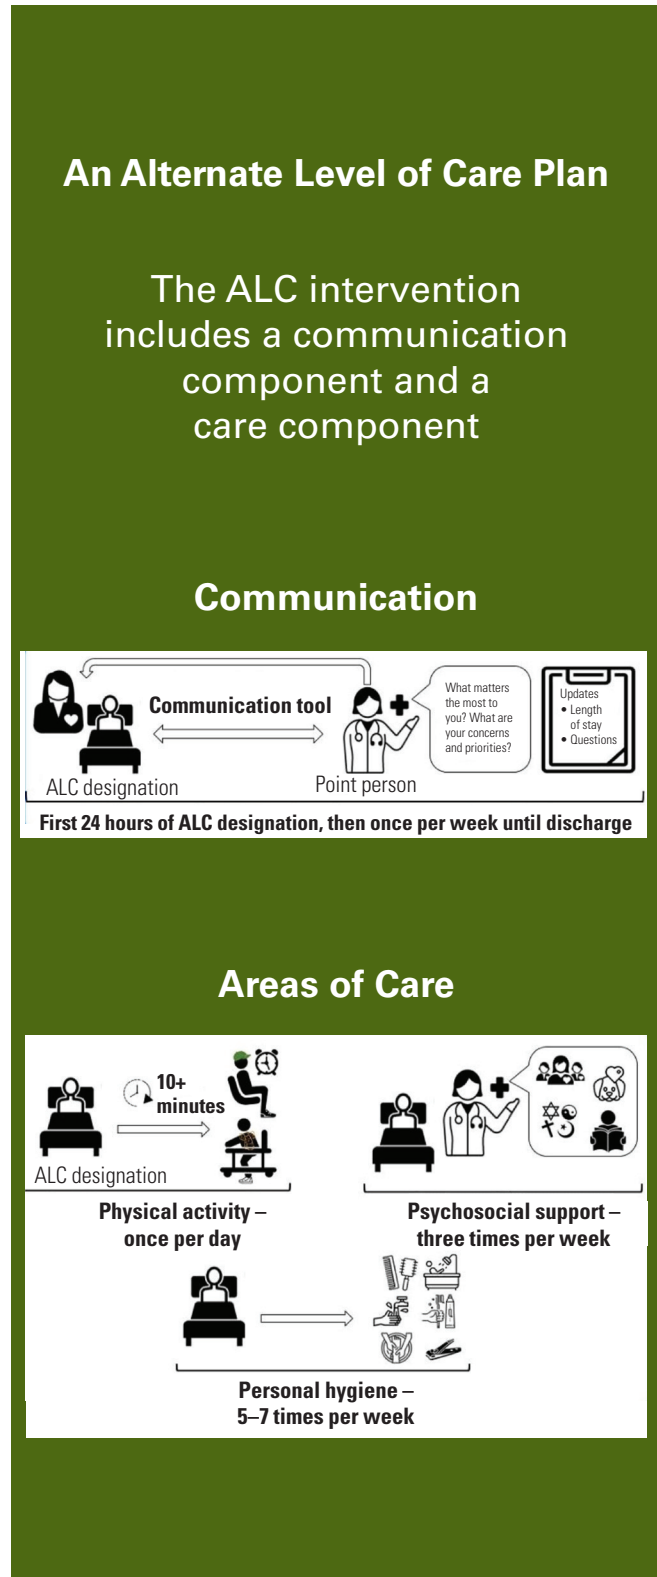 An Alternate Level of Care Plan
The ALC intervention
includes a communication
component and a
care component
Communication
Communication tool
ALC designation
Point person
What matters
the most to
you? What are
your concerns
and priorities?
Updates
• Length
of stay
• Questions
First 24 hours of ALC designation, then once per week until discharge
Areas of Care
10+
minutes
ALC designation
Physical activity –
once per day
Psychosocial support –
three times per week
Personal hygiene –
5–7 times per week